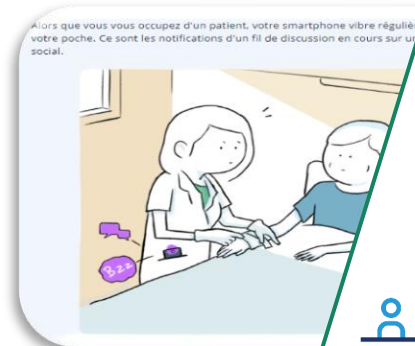 Alors que vous vous occupez d'un patient, votre smartphone vibre
votre poche. Ce sont les notifications d'un fil de discussion en cours sur
social.
Bzz